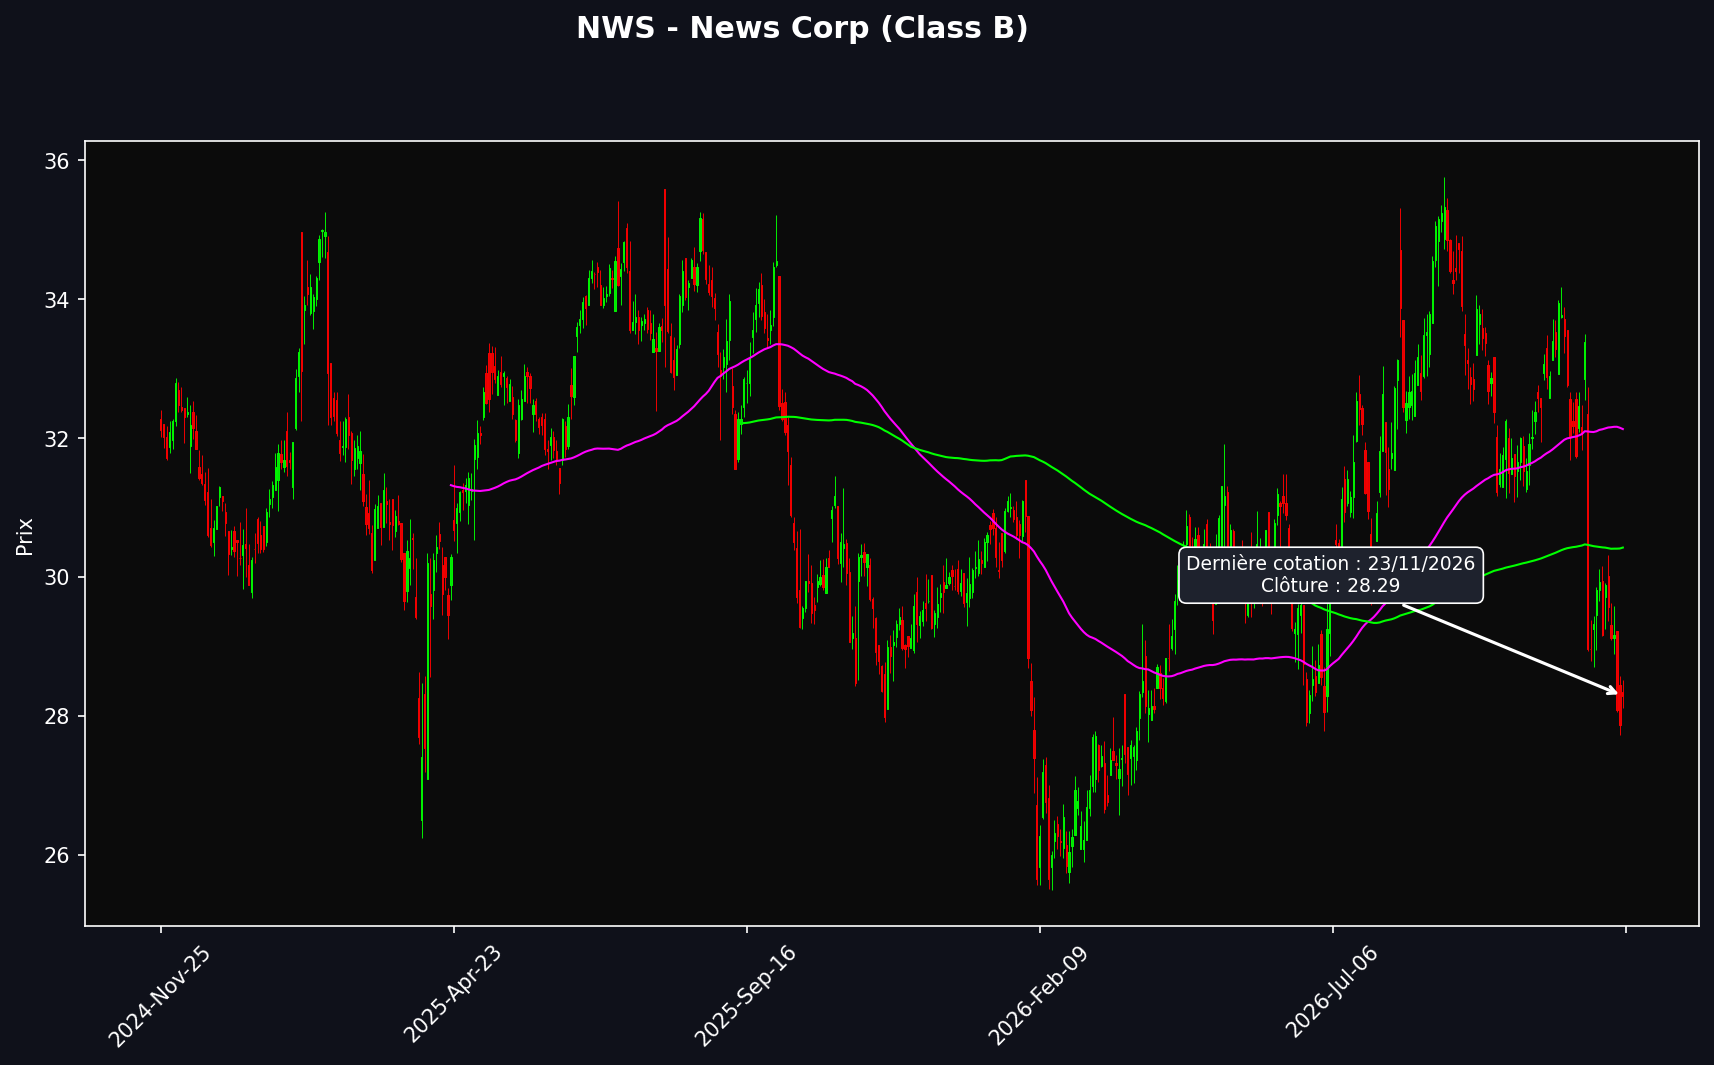 NWS - News Corp (Class B)
Prix
36
34
32
30
28
26
Dernière cotation : 23/11/2026
Clôture : 28.29
2024-Nov-25
2025-Apr-23
2025-Sep-16
2026-Feb-09
2026-Jul-06